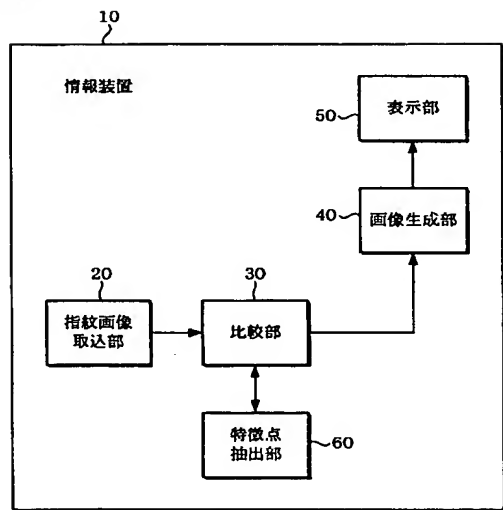 10
情報装置
50
表示部
40
画像生成部
20
30
指紋画像
取込部
比較部
特徴点
抽出部
60